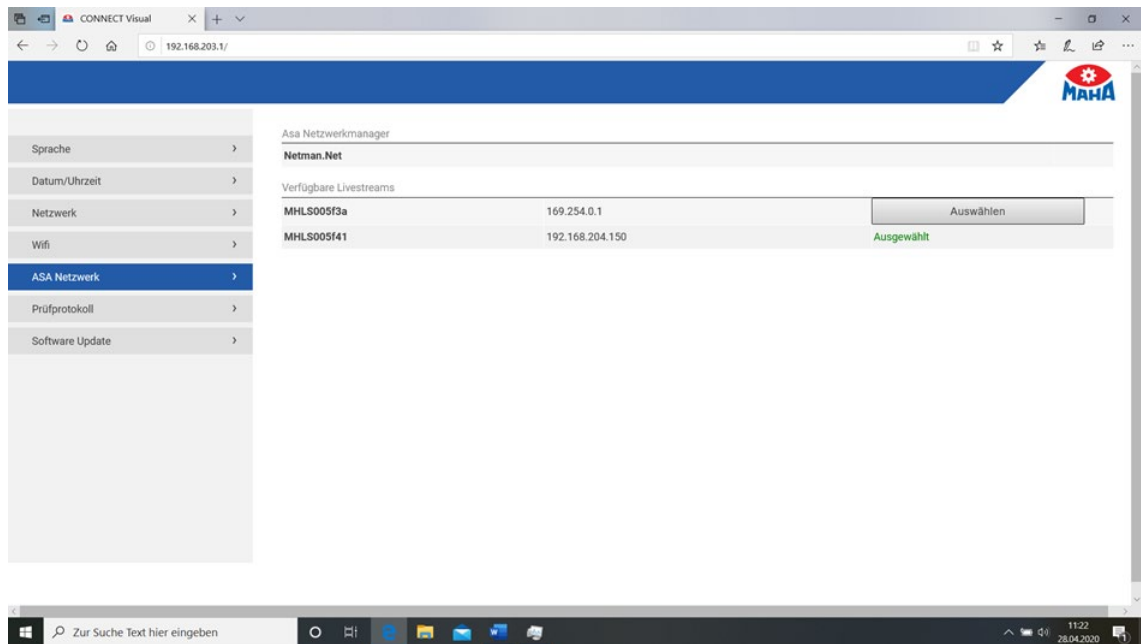 CONNECT Visual
192.168.203.1/
MAHA
Sprache
Datum/Uhrzeit
Netzwerk
Wifi
ASA Netzwerk
Prüfprotokoll
Software Update
Asa Netzwerkmanager
Netman.Net
Verfügbare Livestreams
MHLS005f3a 169.254.0.1 Auswählen
MHLS005f41 192.168.204.150 Ausgewählt
Zur Suche Text hier eingeben
11:22
28.04.2020